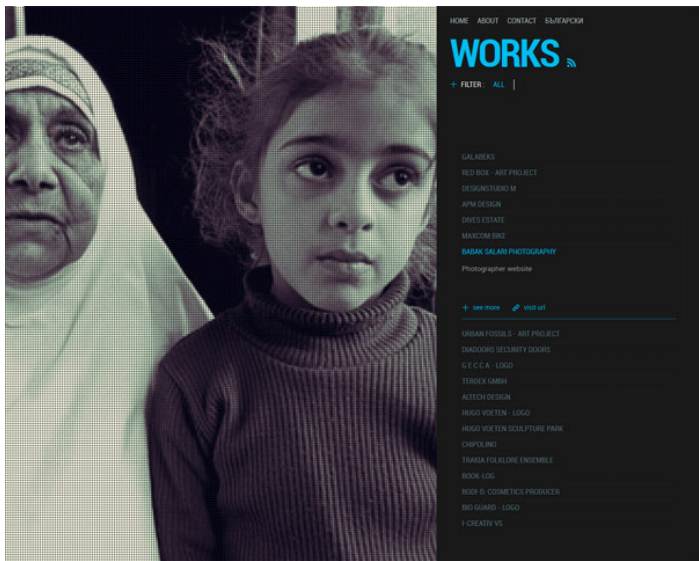 HOME ABOUT CONTACT БЪЛГАРСКИ
WORKS
+ FILTER : ALL
GALABEKS
RED BOX - ART PROJECT
DESIGNSTUDIO M
APM DESIGN
DIVES ESTATE
MAXCOM BIKE
BABAK SALARI PHOTOGRAPHY
Photographer website
+ see more visit url
URBAN FOSSILS - ART PROJECT
DIADOORS SECURITY DOORS
G E C C A - LOGO
TERDEX GMBH
ALTECH DESIGN
HUGO VOETEN - LOGO
HUGO VOETEN SCULPTURE PARK
CHIPOLINO
TRAKIA FOLKLORE ENSEMBLE
BOOK-LOG
BODI-D. COSMETICS PRODUCER
BIO GUARD - LOGO
I-CREATIV V5